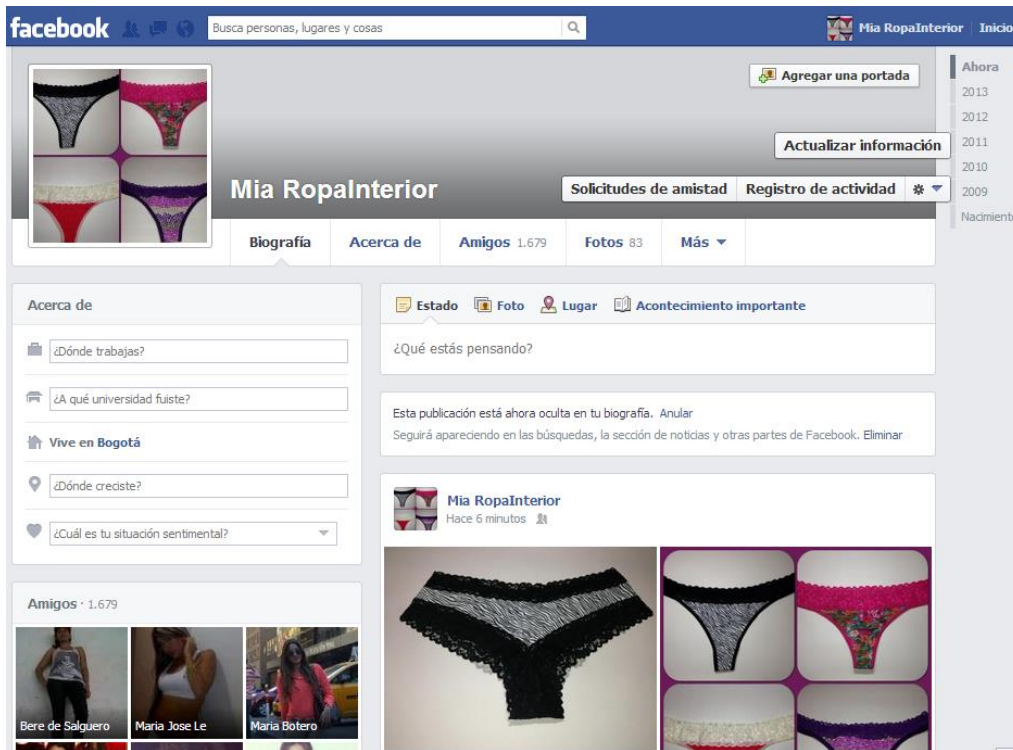 facebook
Busca personas, lugares y cosas
Mia RopaInterior
Inicio
Agregar una portada
Ahora
2013
2012
2011
2010
2009
Nacimiento
Actualizar información
Mia RopaInterior
Solicitudes de amistad
Registro de actividad
Biografía
Acerca de
Amigos 1.679
Fotos 83
Más
Acerca de
¿Dónde trabajas?
¿A qué universidad fuiste?
Vive en Bogotá
¿Dónde creciste?
¿Cuál es tu situación sentimental?
Amigos · 1.679
Bere de Salguero
Maria Jose Le
Maria Botero
Estado
Foto
Lugar
Acontecimiento importante
¿Qué estás pensando?
Esta publicación está ahora oculta en tu biografía. Anular
Seguirá apareciendo en las búsquedas, la sección de noticias y otras partes de Facebook. Eliminar
Mia RopaInterior
Hace 6 minutos